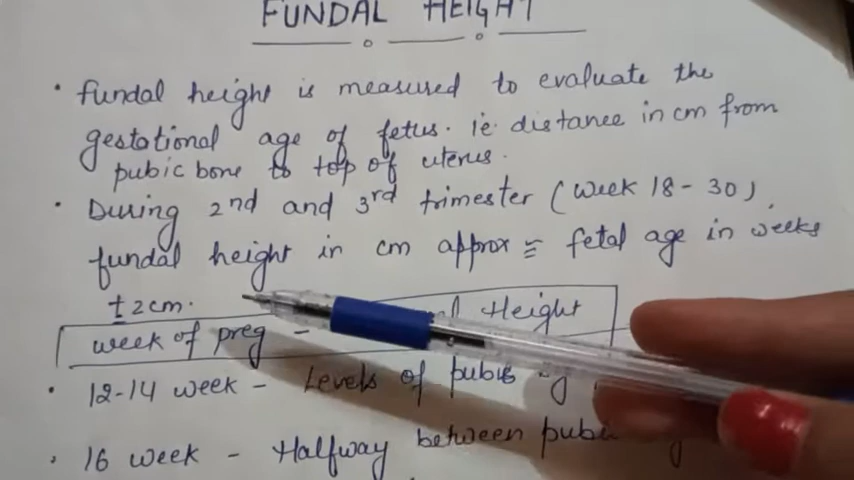 FUNDAL HEIGHT
• fundal height is measured to evaluate the
gestational age of fetus. ie. distance in cm from
pubic bone to top of uterus.
• During 2nd and 3rd trimester (week 18 - 30),
fundal height in cm approx ≅ fetal age in weeks
± 2cm.
week of preg - Height
• 12-14 week - Levels of pubis
• 16 week - Halfway between